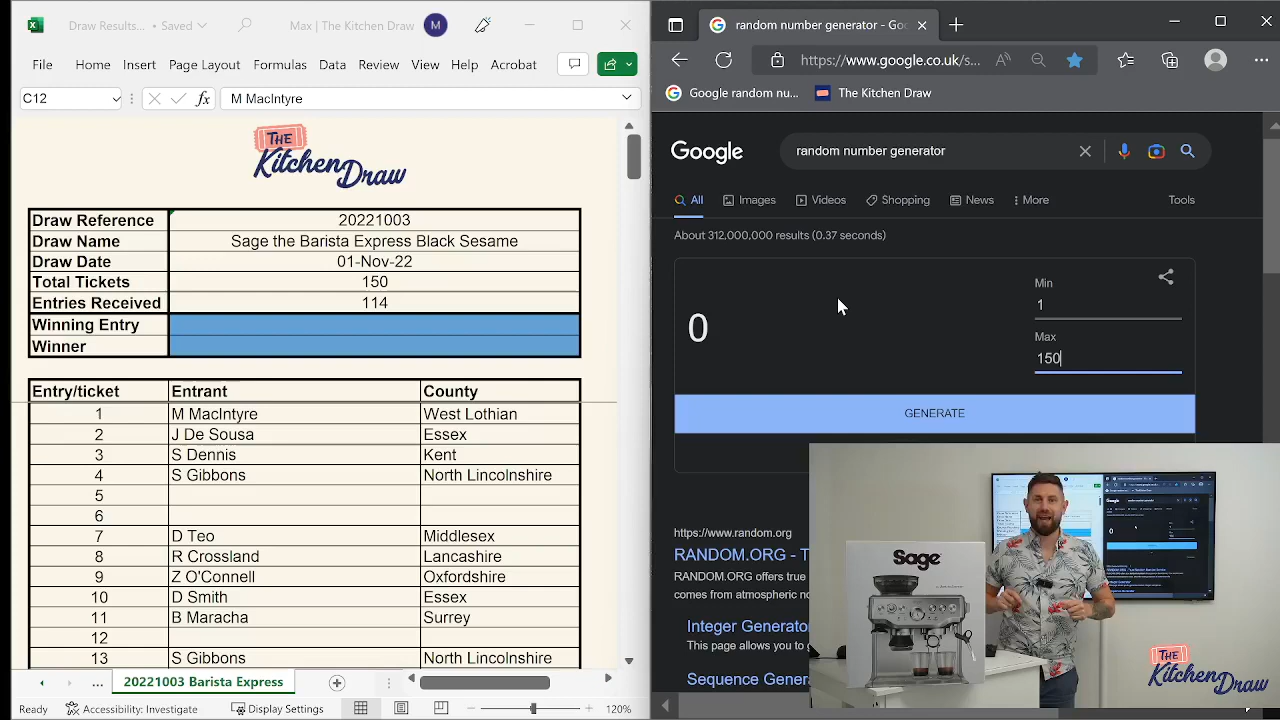 Draw Results... • Saved
Max | The Kitchen Draw
M
File Home Insert Page Layout Formulas Data Review View Help Acrobat
C12
fx
M MacIntyre
THE
Kitchen Draw
Draw Reference 20221003
Draw Name Sage the Barista Express Black Sesame
Draw Date 01-Nov-22
Total Tickets 150
Entries Received 114
Winning Entry
Winner
Entry/ticket Entrant County
1 M MacIntyre West Lothian
2 J De Sousa Essex
3 S Dennis Kent
4 S Gibbons North Lincolnshire
5
6
7 D Teo Middlesex
8 R Crossland Lancashire
9 Z O'Connell Oxfordshire
10 D Smith Essex
11 B Maracha Surrey
12
13 S Gibbons North Lincolnshire
... 20221003 Barista Express
Ready Accessibility: Investigate Display Settings 120%
random number generator - Goo
https://www.google.co.uk/s...
Google random nu... The Kitchen Draw
Google
random number generator
All Images Videos Shopping News More Tools
About 312,000,000 results (0.37 seconds)
Min
1
0
Max
150
GENERATE
https://www.random.org
RANDOM.ORG - T
RANDOM.ORG offers true
comes from atmospheric no
Integer Generato
This page allows you to g
Sequence Genera
Sage
THE
Kitchen Draw